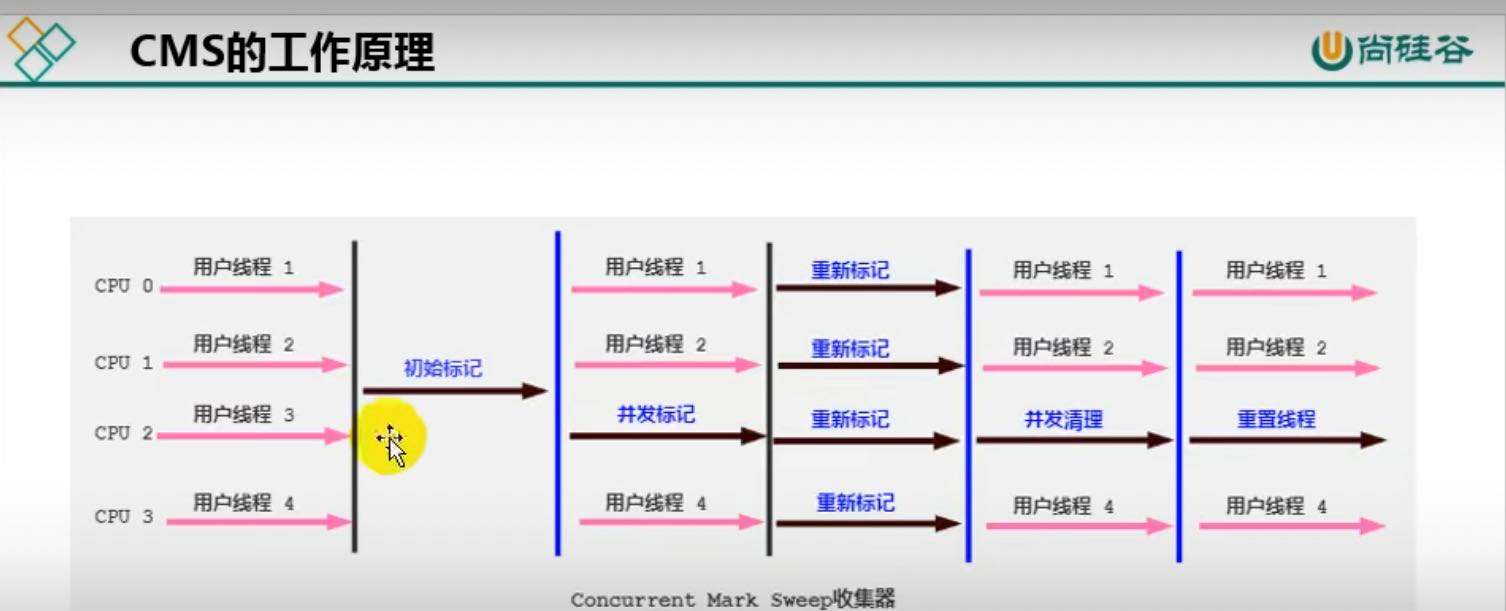 CMS的工作原理
尚硅谷
用户线程 1 用户线程 1 重新标记 用户线程 1 用户线程 1
CPU 0
用户线程 2 用户线程 2 重新标记 用户线程 2 用户线程 2
CPU 1
初始标记
用户线程 3 并发标记 重新标记 并发清理 重置线程
CPU 2
用户线程 4 用户线程 4 重新标记 用户线程 4 用户线程 4
CPU 3
Concurrent Mark Sweep收集器